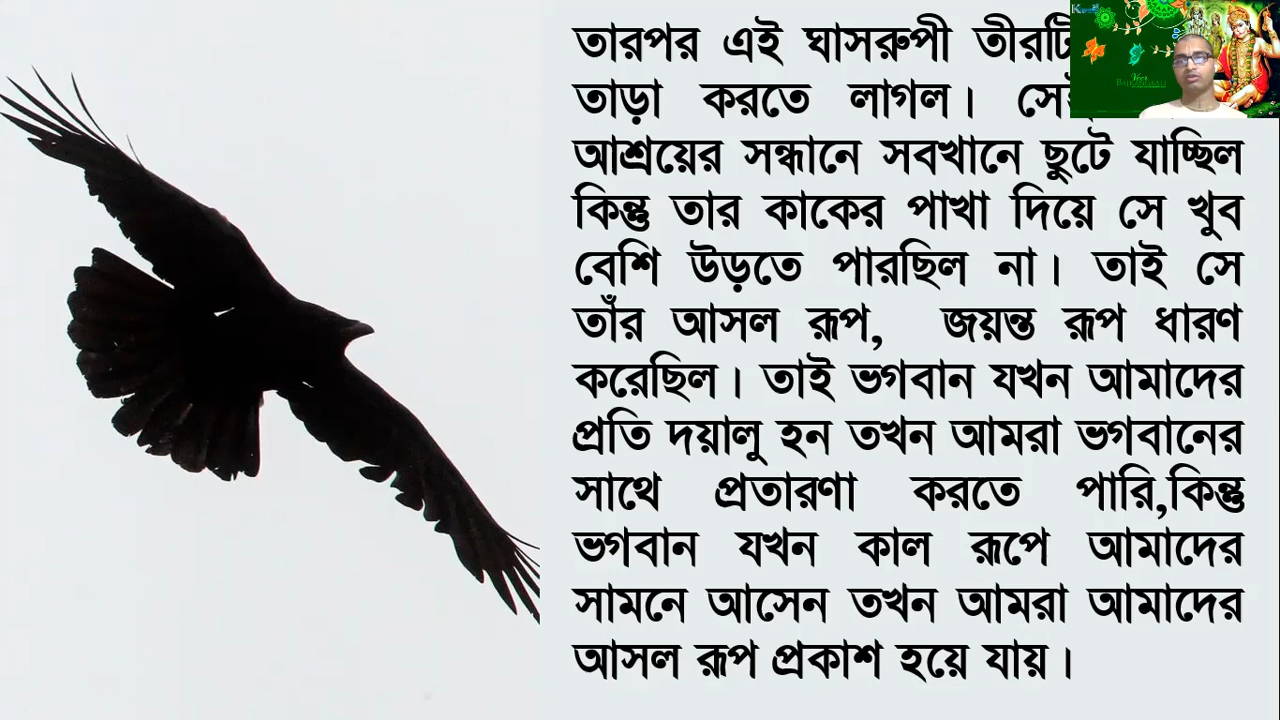 তারপর এই ঘাসরুপী তীরটি
তাড়া করতে লাগল। সেই
আশ্রয়ের সন্ধানে সবখানে ছুটে যাচ্ছিল
কিন্তু তার কাকের পাখা দিয়ে সে খুব
বেশি উড়তে পারছিল না। তাই সে
তাঁর আসল রূপ, জয়ন্ত রূপ ধারণ
করেছিল। তাই ভগবান যখন আমাদের
প্রতি দয়ালু হন তখন আমরা ভগবানের
সাথে প্রতারণা করতে পারি,কিন্তু
ভগবান যখন কাল রূপে আমাদের
সামনে আসেন তখন আমরা আমাদের
আসল রূপ প্রকাশ হয়ে যায়।